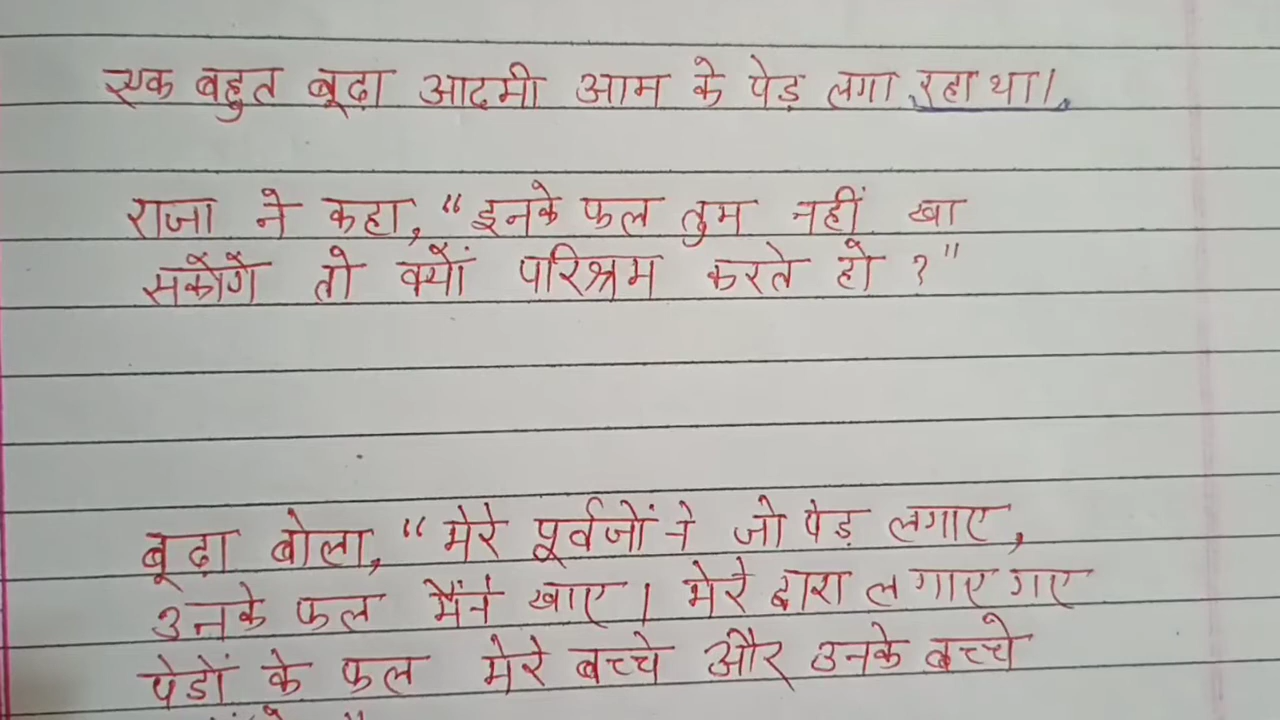 एक बहुत बूढ़ा आदमी आम के पेड़ लगा रहा था।
राजा ने कहा, “इनके फल तुम नहीं खा
सकोगे तो क्यों परिश्रम करते हो ?”
बूढ़ा बोला, “मेरे पूर्वजों ने जो पेड़ लगाए,
उनके फल मैंने खाए। मेरे द्वारा लगाए गए
पेडों के फल मेरे बच्चे और उनके बच्चे